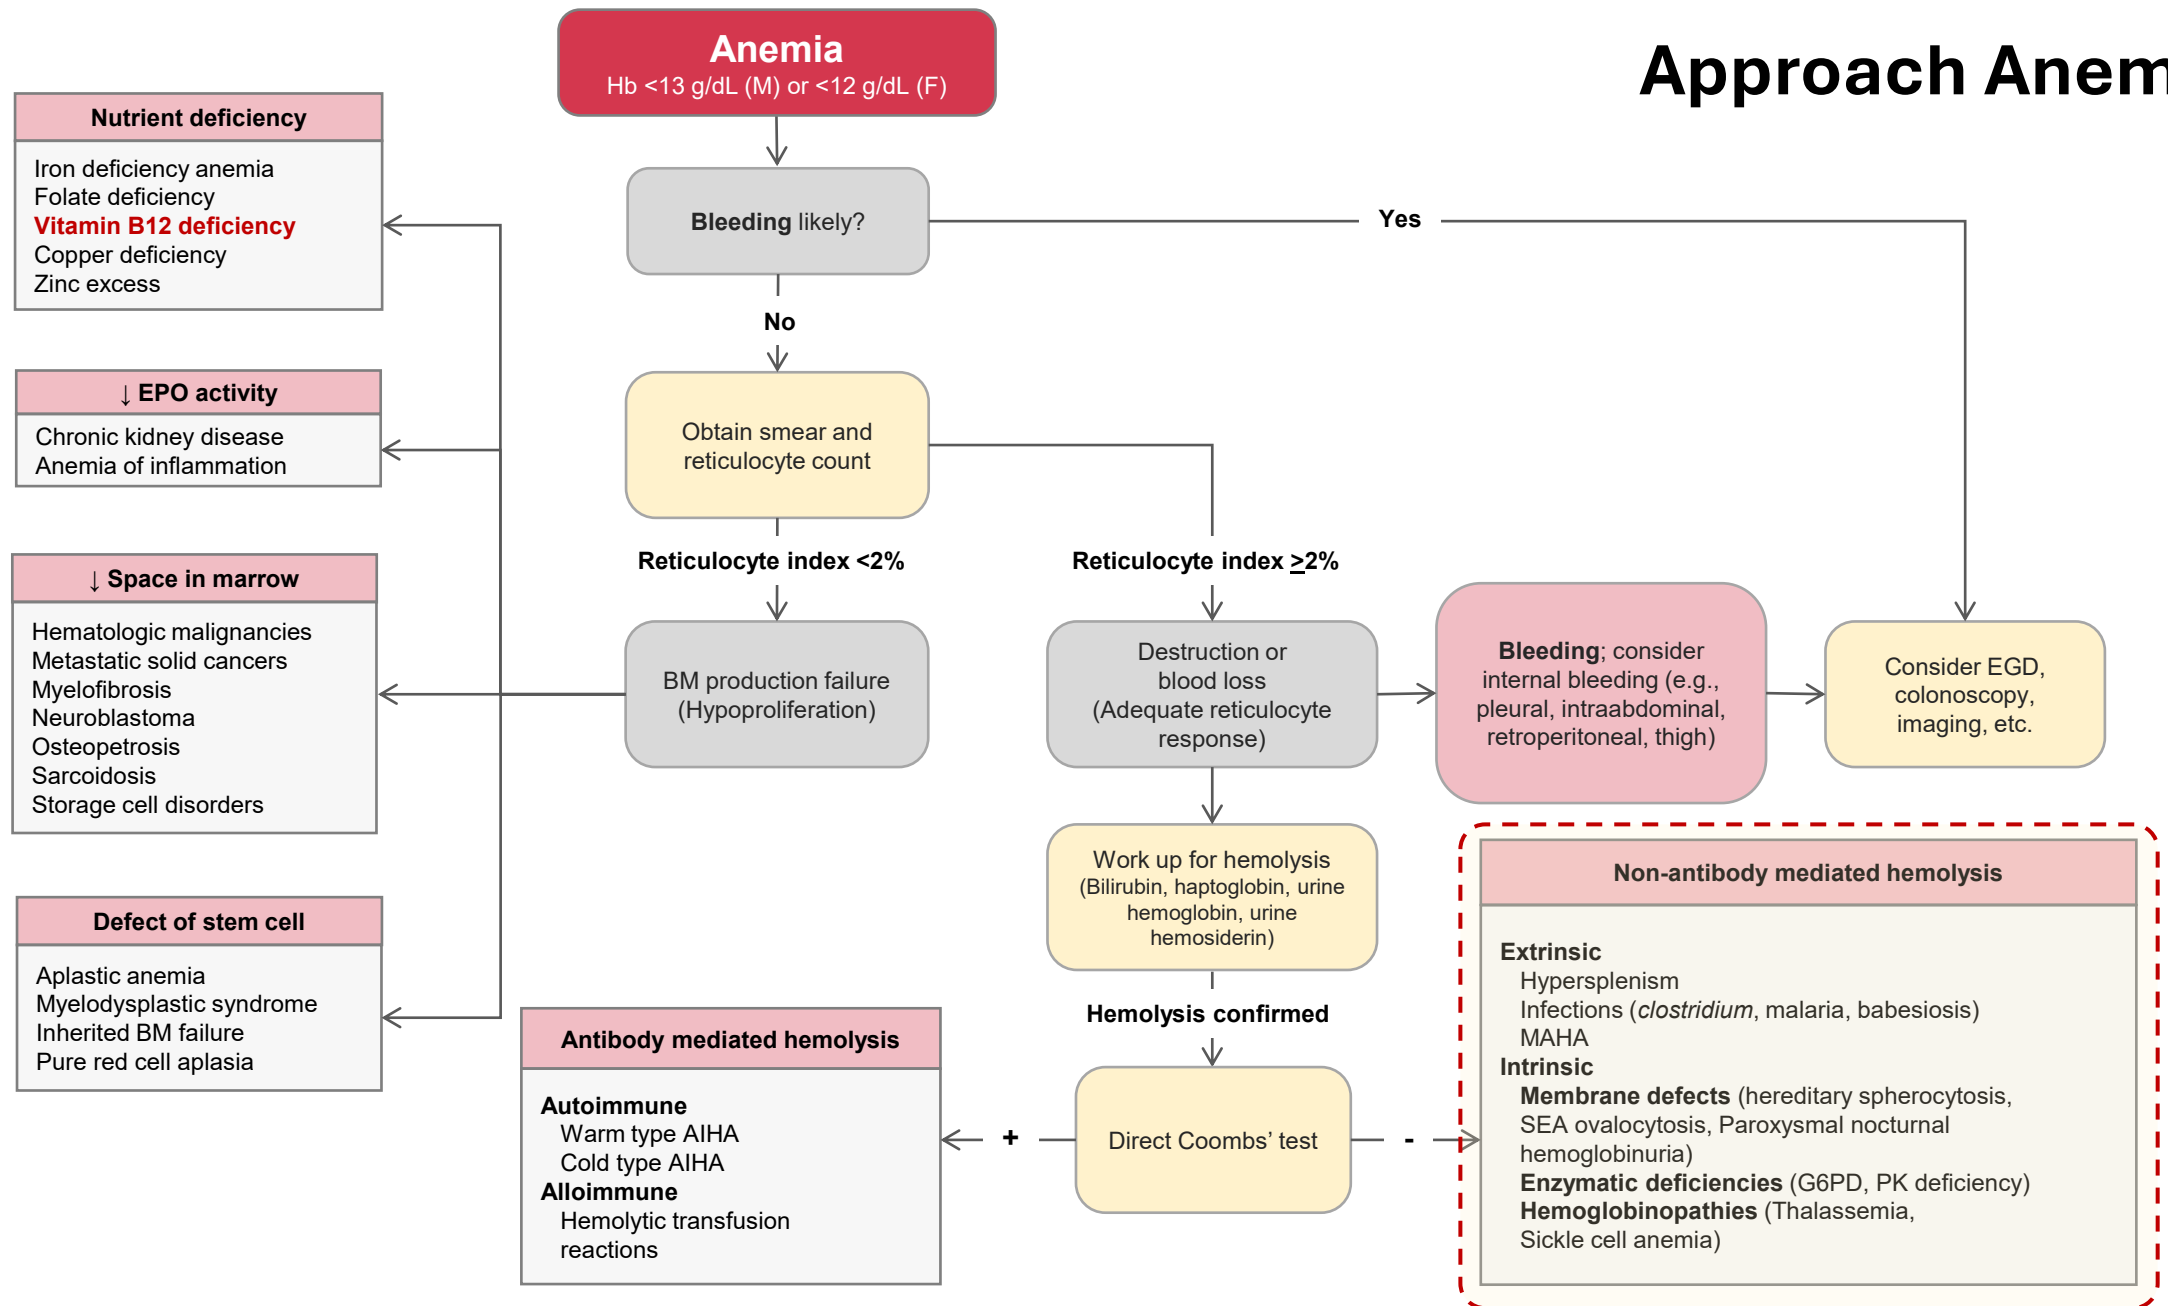 Approach Anem
Anemia
Hb <13 g/dL (M) or <12 g/dL (F)
Bleeding likely?
Yes
No
Obtain smear and
reticulocyte count
Reticulocyte index <2%
Reticulocyte index ≥2%
BM production failure
(Hypoproliferation)
Destruction or
blood loss
(Adequate reticulocyte
response)
Bleeding; consider
internal bleeding (e.g.,
pleural, intraabdominal,
retroperitoneal, thigh)
Consider EGD,
colonoscopy,
imaging, etc.
Nutrient deficiency
Iron deficiency anemia
Folate deficiency
Vitamin B12 deficiency
Copper deficiency
Zinc excess
↓ EPO activity
Chronic kidney disease
Anemia of inflammation
↓ Space in marrow
Hematologic malignancies
Metastatic solid cancers
Myelofibrosis
Neuroblastoma
Osteopetrosis
Sarcoidosis
Storage cell disorders
Defect of stem cell
Aplastic anemia
Myelodysplastic syndrome
Inherited BM failure
Pure red cell aplasia
Work up for hemolysis
(Bilirubin, haptoglobin, urine
hemoglobin, urine
hemosiderin)
Hemolysis confirmed
Direct Coombs’ test
+
-
Antibody mediated hemolysis
Autoimmune
Warm type AIHA
Cold type AIHA
Alloimmune
Hemolytic transfusion
reactions
Non-antibody mediated hemolysis
Extrinsic
Hypersplenism
Infections (clostridium, malaria, babesiosis)
MAHA
Intrinsic
Membrane defects (hereditary spherocytosis,
SEA ovalocytosis, Paroxysmal nocturnal
hemoglobinuria)
Enzymatic deficiencies (G6PD, PK deficiency)
Hemoglobinopathies (Thalassemia,
Sickle cell anemia)